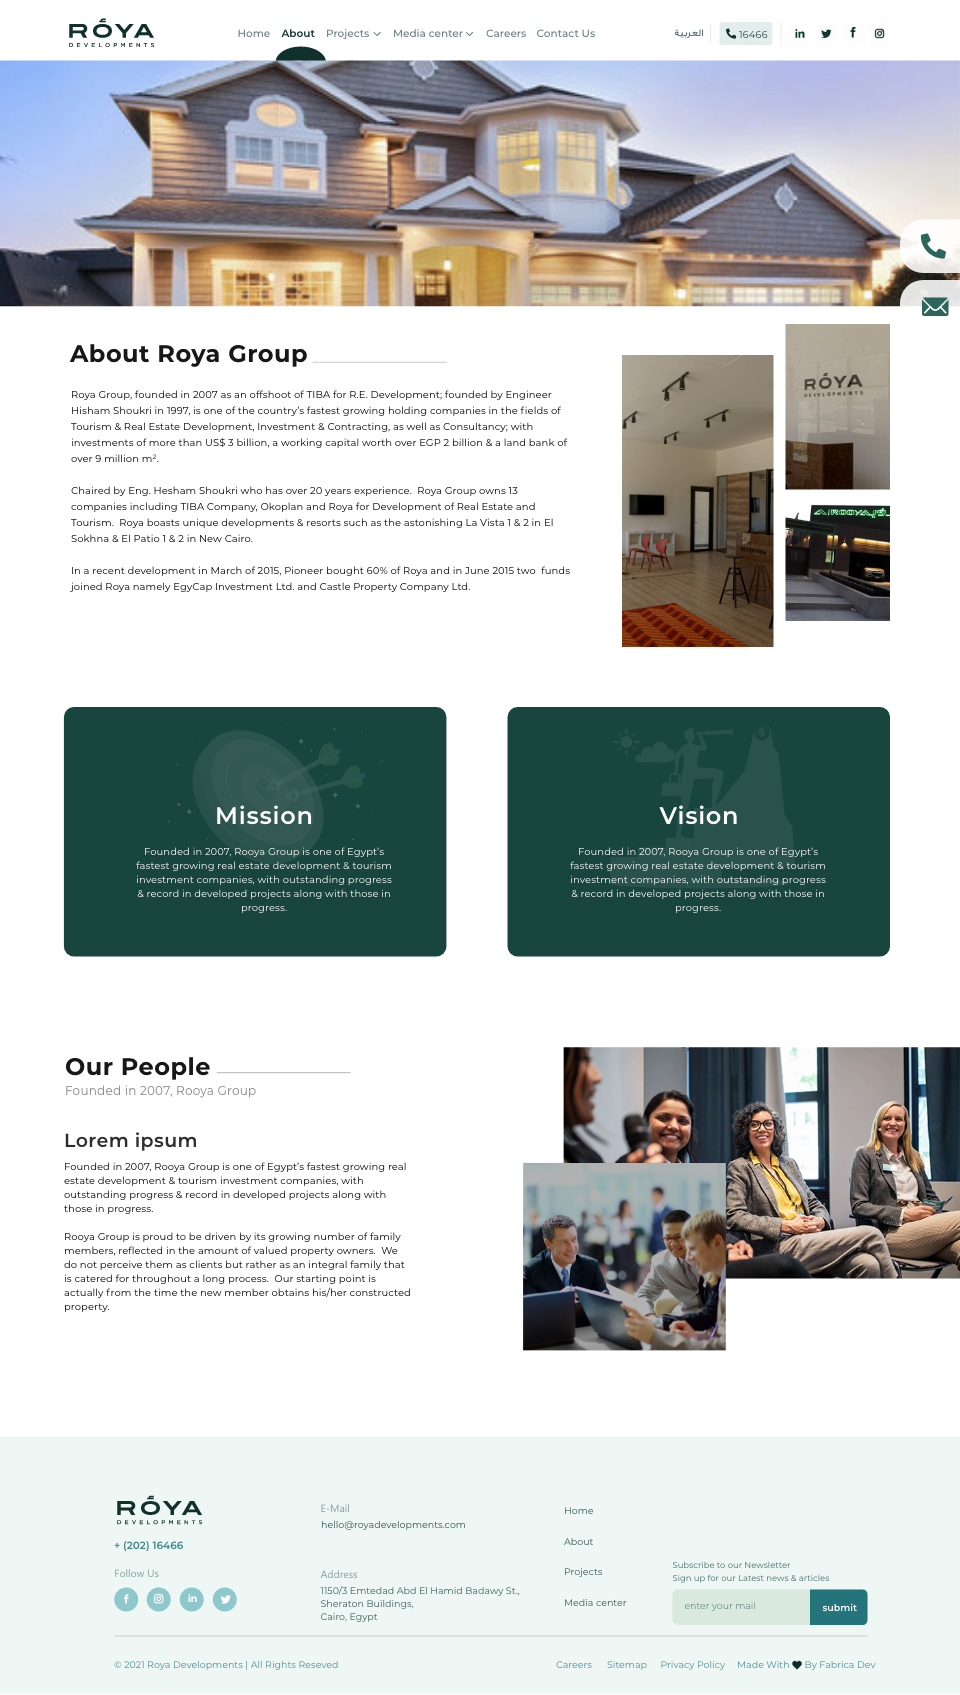 RÓYA
DEVELOPMENTS
Home About Projects Media center Careers Contact Us
العربية
16466
About Roya Group
Roya Group, founded in 2007 as an offshoot of TIBA for R.E. Development; founded by Engineer
Hisham Shoukri in 1997, is one of the country's fastest growing holding companies in the fields of
Tourism & Real Estate Development, Investment & Contracting, as well as Consultancy; with
investments of more than US$ 3 billion, a working capital worth over EGP 2 billion & a land bank of
over 9 million m².
Chaired by Eng. Hesham Shoukri who has over 20 years experience. Roya Group owns 13
companies including TIBA Company, Okoplan and Roya for Development of Real Estate and
Tourism. Roya boasts unique developments & resorts such as the astonishing La Vista 1 & 2 in El
Sokhna & El Patio 1 & 2 in New Cairo.
In a recent development in March of 2015, Pioneer bought 60% of Roya and in June 2015 two funds
joined Roya namely EgyCap Investment Ltd. and Castle Property Company Ltd.
RÓYA
DEVELOPMENTS
Mission
Founded in 2007, Rooya Group is one of Egypt's
fastest growing real estate development & tourism
investment companies, with outstanding progress
& record in developed projects along with those in
progress.
Vision
Founded in 2007, Rooya Group is one of Egypt's
fastest growing real estate development & tourism
investment companies, with outstanding progress
& record in developed projects along with those in
progress.
Our People
Founded in 2007, Rooya Group
Lorem ipsum
Founded in 2007, Rooya Group is one of Egypt's fastest growing real
estate development & tourism investment companies, with
outstanding progress & record in developed projects along with
those in progress.
Rooya Group is proud to be driven by its growing number of family
members, reflected in the amount of valued property owners. We
do not perceive them as clients but rather as an integral family that
is catered for throughout a long process. Our starting point is
actually from the time the new member obtains his/her constructed
property.
RÓYA
DEVELOPMENTS
+ (202) 16466
Follow Us
E-Mail
hello@royadevelopments.com
Address
1150/3 Emtedad Abd El Hamid Badawy St.,
Sheraton Buildings,
Cairo, Egypt
Home
About
Projects
Media center
Subscribe to our Newsletter
Sign up for our Latest news & articles
enter your mail
submit
© 2021 Roya Developments | All Rights Reseved
Careers Sitemap Privacy Policy Made With By Fabrica Dev